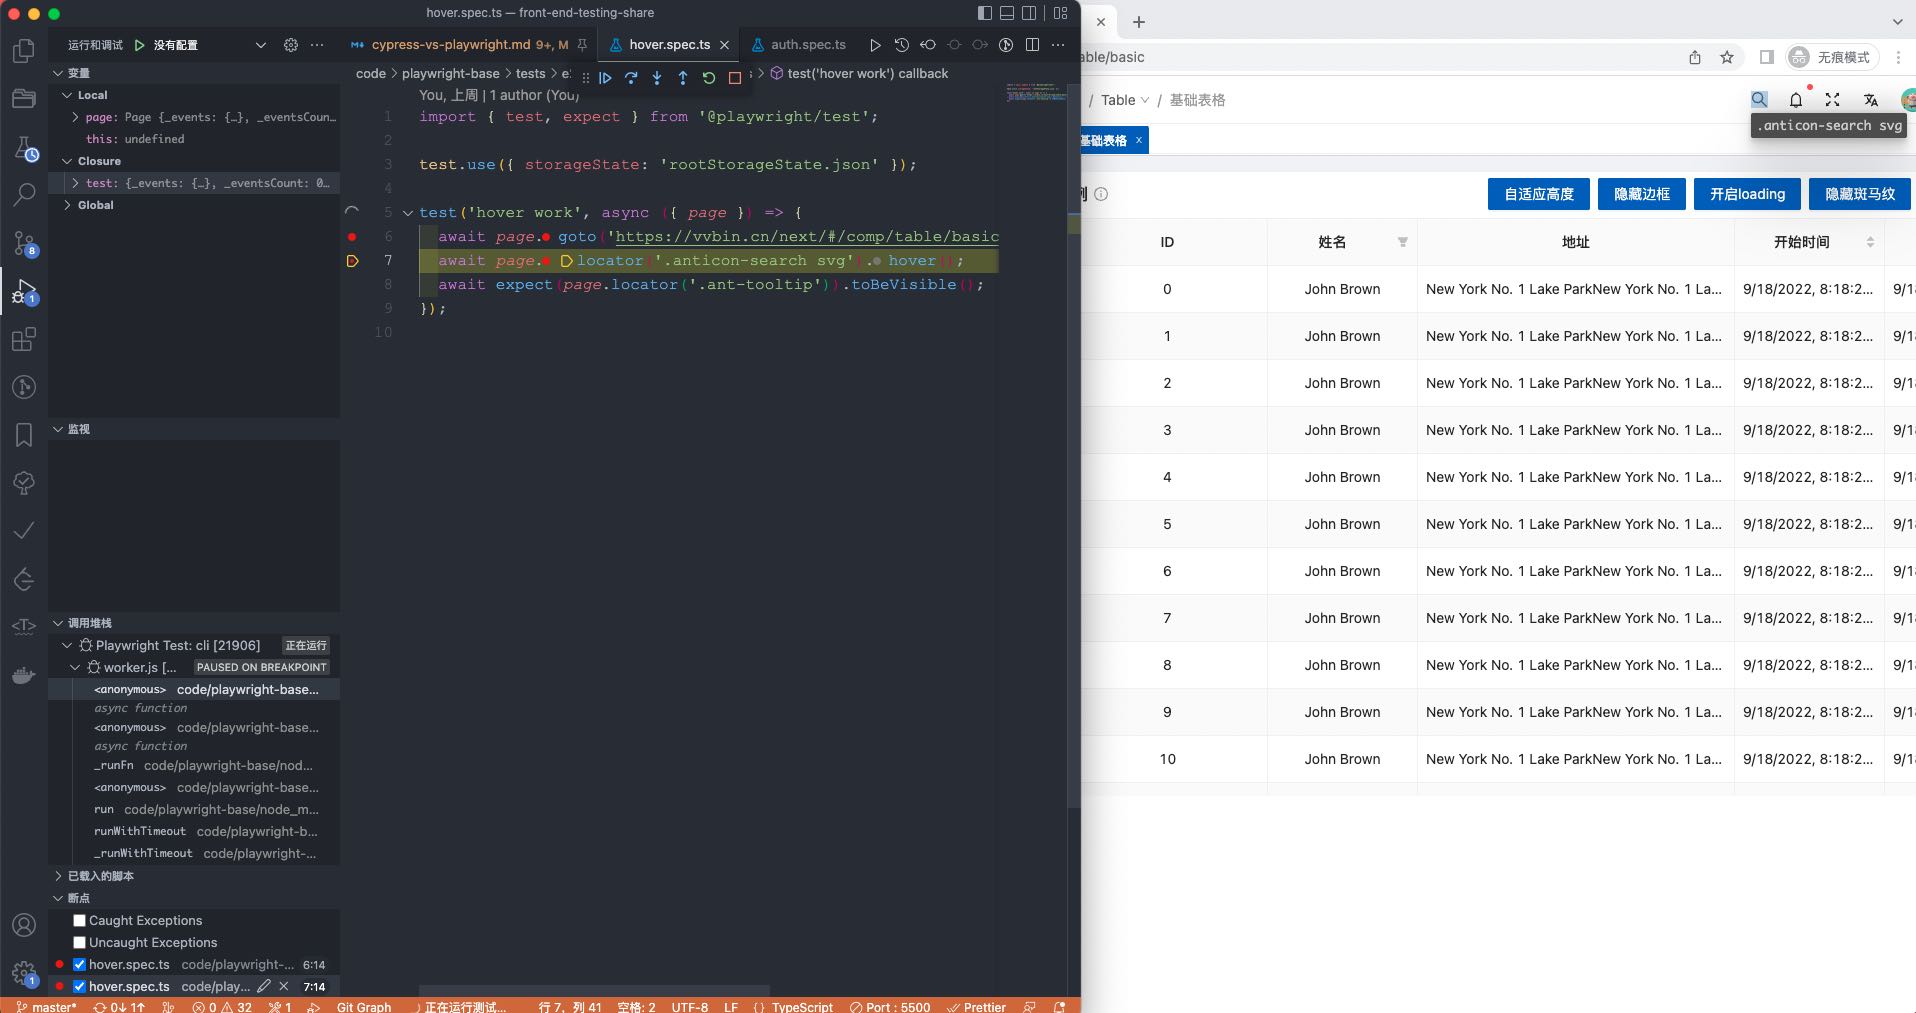 hover.spec.ts — front-end-testing-share
运行和调试
没有配置
cypress-vs-playwright.md 9+, M
hover.spec.ts
auth.spec.ts
变量
Local
page: Page {_events: {…}, _eventsCoun…
this: undefined
Closure
test: {_events: {…}, _eventsCount: 0…
Global
监视
调用堆栈
Playwright Test: cli [21906] 正在运行
worker.js [… PAUSED ON BREAKPOINT
<anonymous> code/playwright-base...
async function
<anonymous> code/playwright-base...
async function
_runFn code/playwright-base/nod...
<anonymous> code/playwright-base...
run code/playwright-base/node_m...
runWithTimeout code/playwright-b...
_runWithTimeout code/playwright-...
已载入的脚本
断点
Caught Exceptions
Uncaught Exceptions
hover.spec.ts code/playwright-... 6:14
hover.spec.ts code/play... 7:14
8
1
1
code > playwright-base > tests > e
s > test('hover work') callback
You, 上周 | 1 author (You)
1 import { test, expect } from '@playwright/test';
2
3 test.use({ storageState: 'rootStorageState.json' });
4
5 test('hover work', async ({ page }) => {
6 await page. goto('https://vvbin.cn/next/#/comp/table/basic
7 await page. locator('.anticon-search svg'). hover();
8 await expect(page.locator('.ant-tooltip')).toBeVisible();
9 });
10
master* 0↓ 1↑ 0 32 1 Git Graph 正在运行测试... 行 7，列 41 空格: 2 UTF-8 LF {} TypeScript Port : 5500 Prettier
able/basic
无痕模式
/ Table / 基础表格
.anticon-search svg
基础表格 ×
例
自适应高度 隐藏边框 开启loading 隐藏斑马纹
ID 姓名 地址 开始时间
0 John Brown New York No. 1 Lake ParkNew York No. 1 La... 9/18/2022, 8:18:2... 9/1
1 John Brown New York No. 1 Lake ParkNew York No. 1 La... 9/18/2022, 8:18:2... 9/1
2 John Brown New York No. 1 Lake ParkNew York No. 1 La... 9/18/2022, 8:18:2... 9/1
3 John Brown New York No. 1 Lake ParkNew York No. 1 La... 9/18/2022, 8:18:2... 9/1
4 John Brown New York No. 1 Lake ParkNew York No. 1 La... 9/18/2022, 8:18:2... 9/1
5 John Brown New York No. 1 Lake ParkNew York No. 1 La... 9/18/2022, 8:18:2... 9/1
6 John Brown New York No. 1 Lake ParkNew York No. 1 La... 9/18/2022, 8:18:2... 9/1
7 John Brown New York No. 1 Lake ParkNew York No. 1 La... 9/18/2022, 8:18:2... 9/1
8 John Brown New York No. 1 Lake ParkNew York No. 1 La... 9/18/2022, 8:18:2... 9/1
9 John Brown New York No. 1 Lake ParkNew York No. 1 La... 9/18/2022, 8:18:2... 9/1
10 John Brown New York No. 1 Lake ParkNew York No. 1 La... 9/18/2022, 8:18:2... 9/1